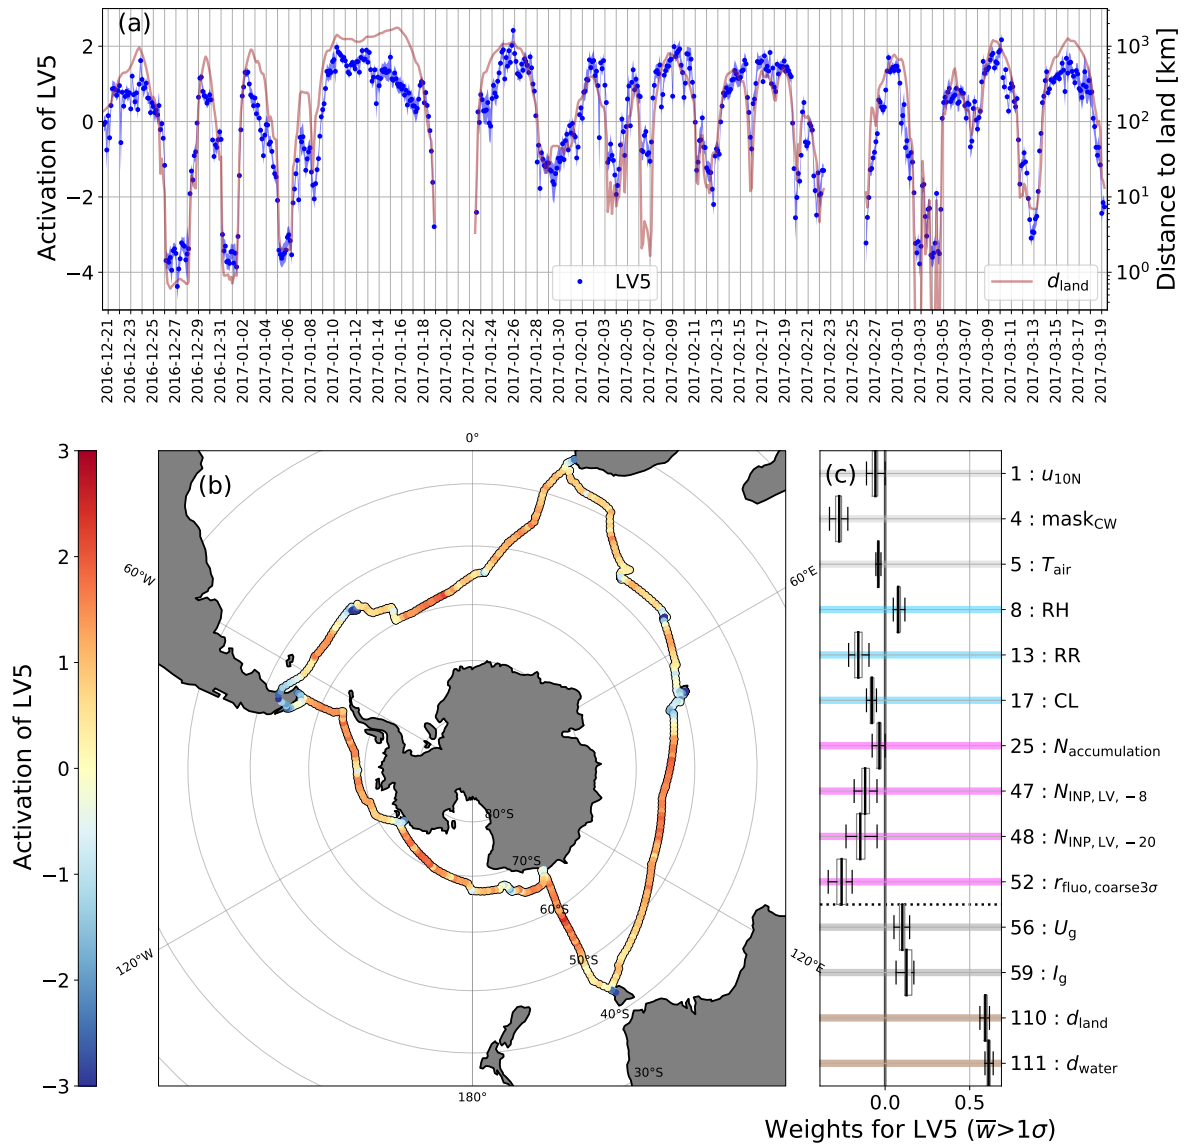 (a)
Activation of LV5
2
0
−2
−4
LV5
d_land
10³
10²
10¹
10⁰
Distance to land [km]
2016-12-21
2016-12-23
2016-12-25
2016-12-27
2016-12-29
2016-12-31
2017-01-02
2017-01-04
2017-01-06
2017-01-08
2017-01-10
2017-01-12
2017-01-14
2017-01-16
2017-01-18
2017-01-20
2017-01-22
2017-01-24
2017-01-26
2017-01-28
2017-01-30
2017-02-01
2017-02-03
2017-02-05
2017-02-07
2017-02-09
2017-02-11
2017-02-13
2017-02-15
2017-02-17
2017-02-19
2017-02-21
2017-02-23
2017-02-25
2017-02-27
2017-03-01
2017-03-03
2017-03-05
2017-03-07
2017-03-09
2017-03-11
2017-03-13
2017-03-15
2017-03-17
2017-03-19
Activation of LV5
3
2
1
0
−1
−2
−3
(b)
0°
60°W
60°E
120°W
120°E
180°
80°S
70°S
60°S
50°S
40°S
30°S
(c)
1 : u_10N
4 : mask_CW
5 : T_air
8 : RH
13 : RR
17 : CL
25 : N_accumulation
47 : N_INP, LV, −8
48 : N_INP, LV, −20
52 : r_fluo, coarse3σ
56 : U_g
59 : I_g
110 : d_land
111 : d_water
0.0
0.5
Weights for LV5 (w̅>1σ)